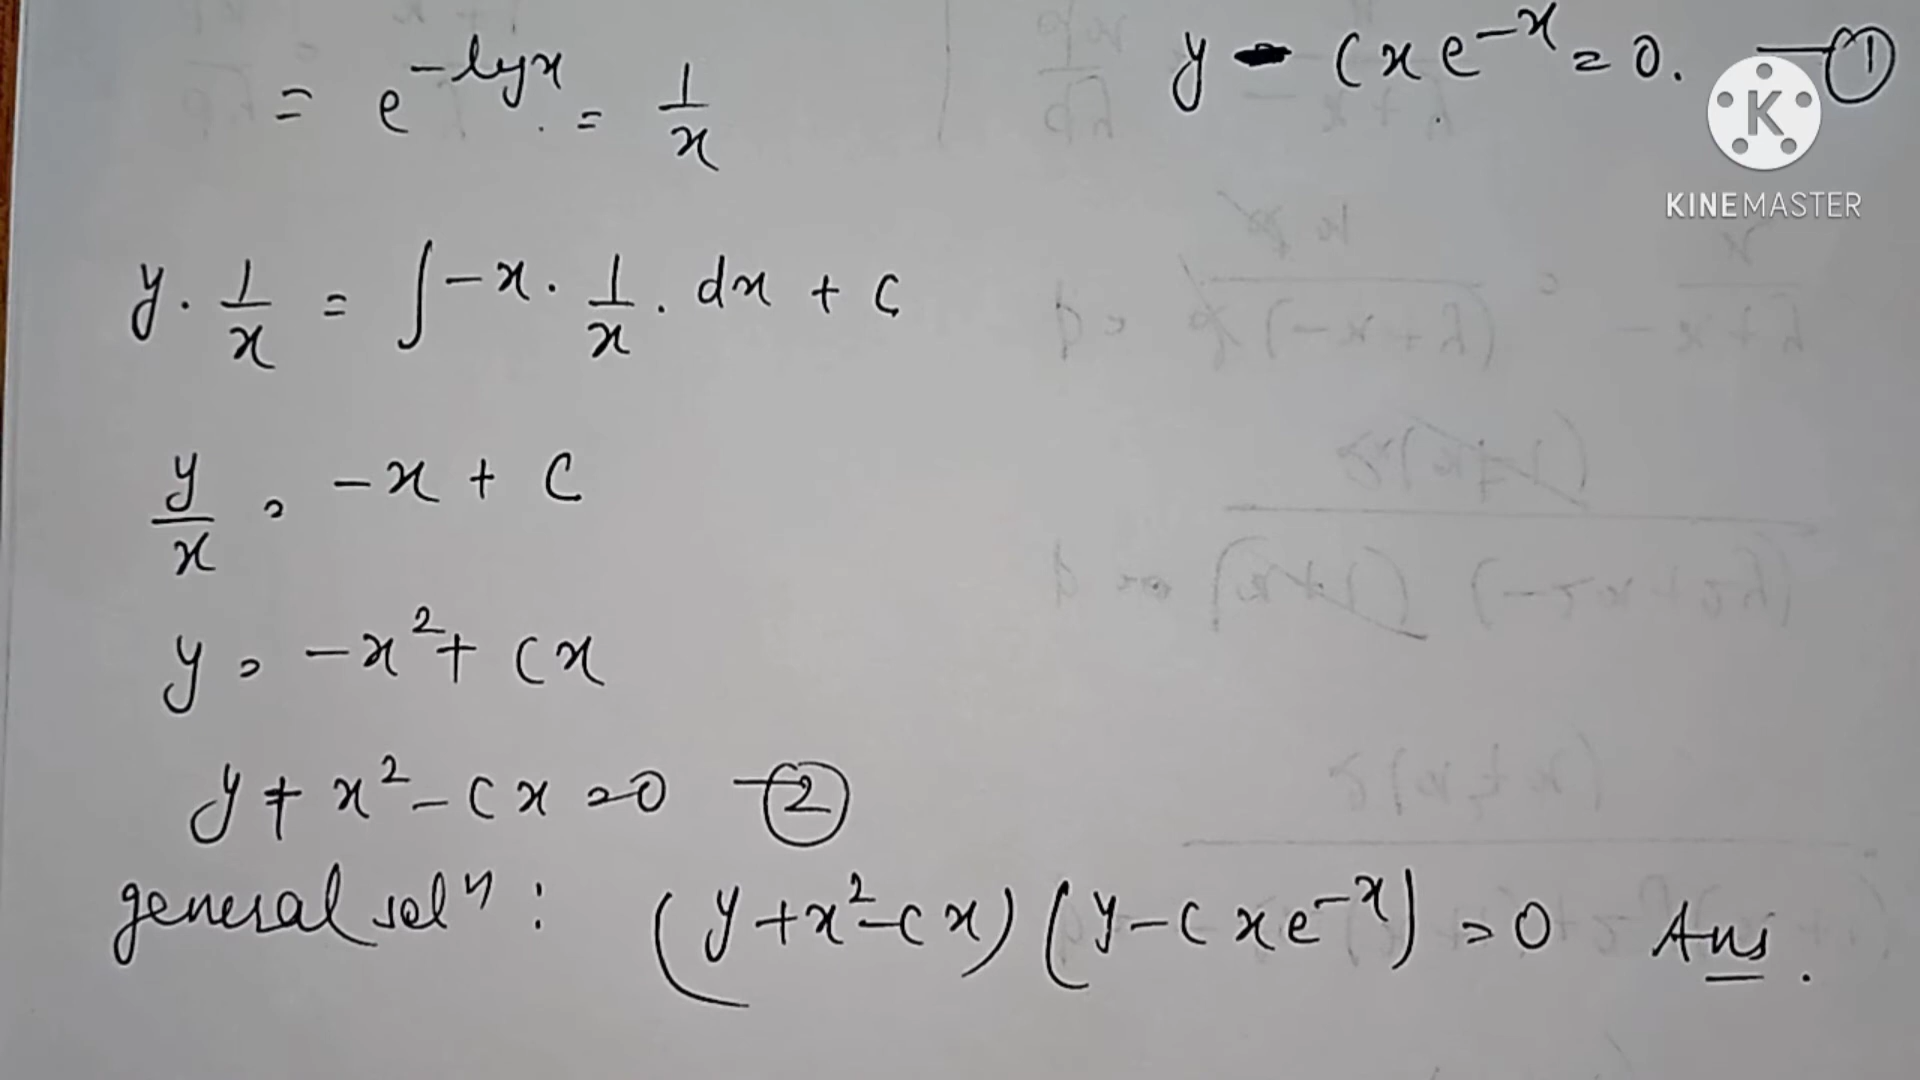 = e^{-log x} = 1/x
y - Cxe^{-x} = 0. — ①
K
KINEMASTER
y · 1/x = ∫ -x · 1/x · dx + C
y/x = -x + C
y = -x² + Cx
y + x² - Cx = 0 — ②
general solⁿ : (y + x² - Cx) (y - Cxe^{-x}) = 0 Ans.